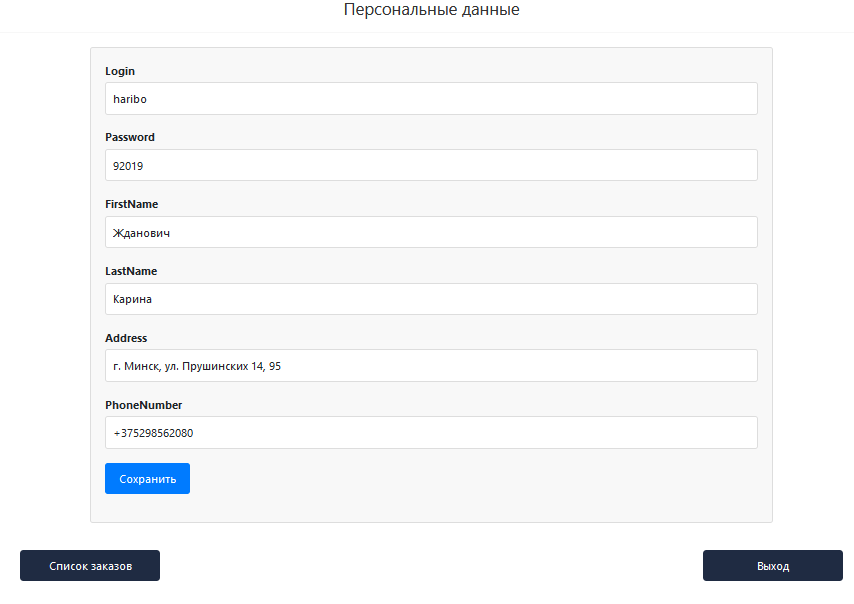 Персональные данные
Login
haribo
Password
92019
FirstName
Жданович
LastName
Карина
Address
г. Минск, ул. Прушинских 14, 95
PhoneNumber
+375298562080
Сохранить
Список заказов
Выход